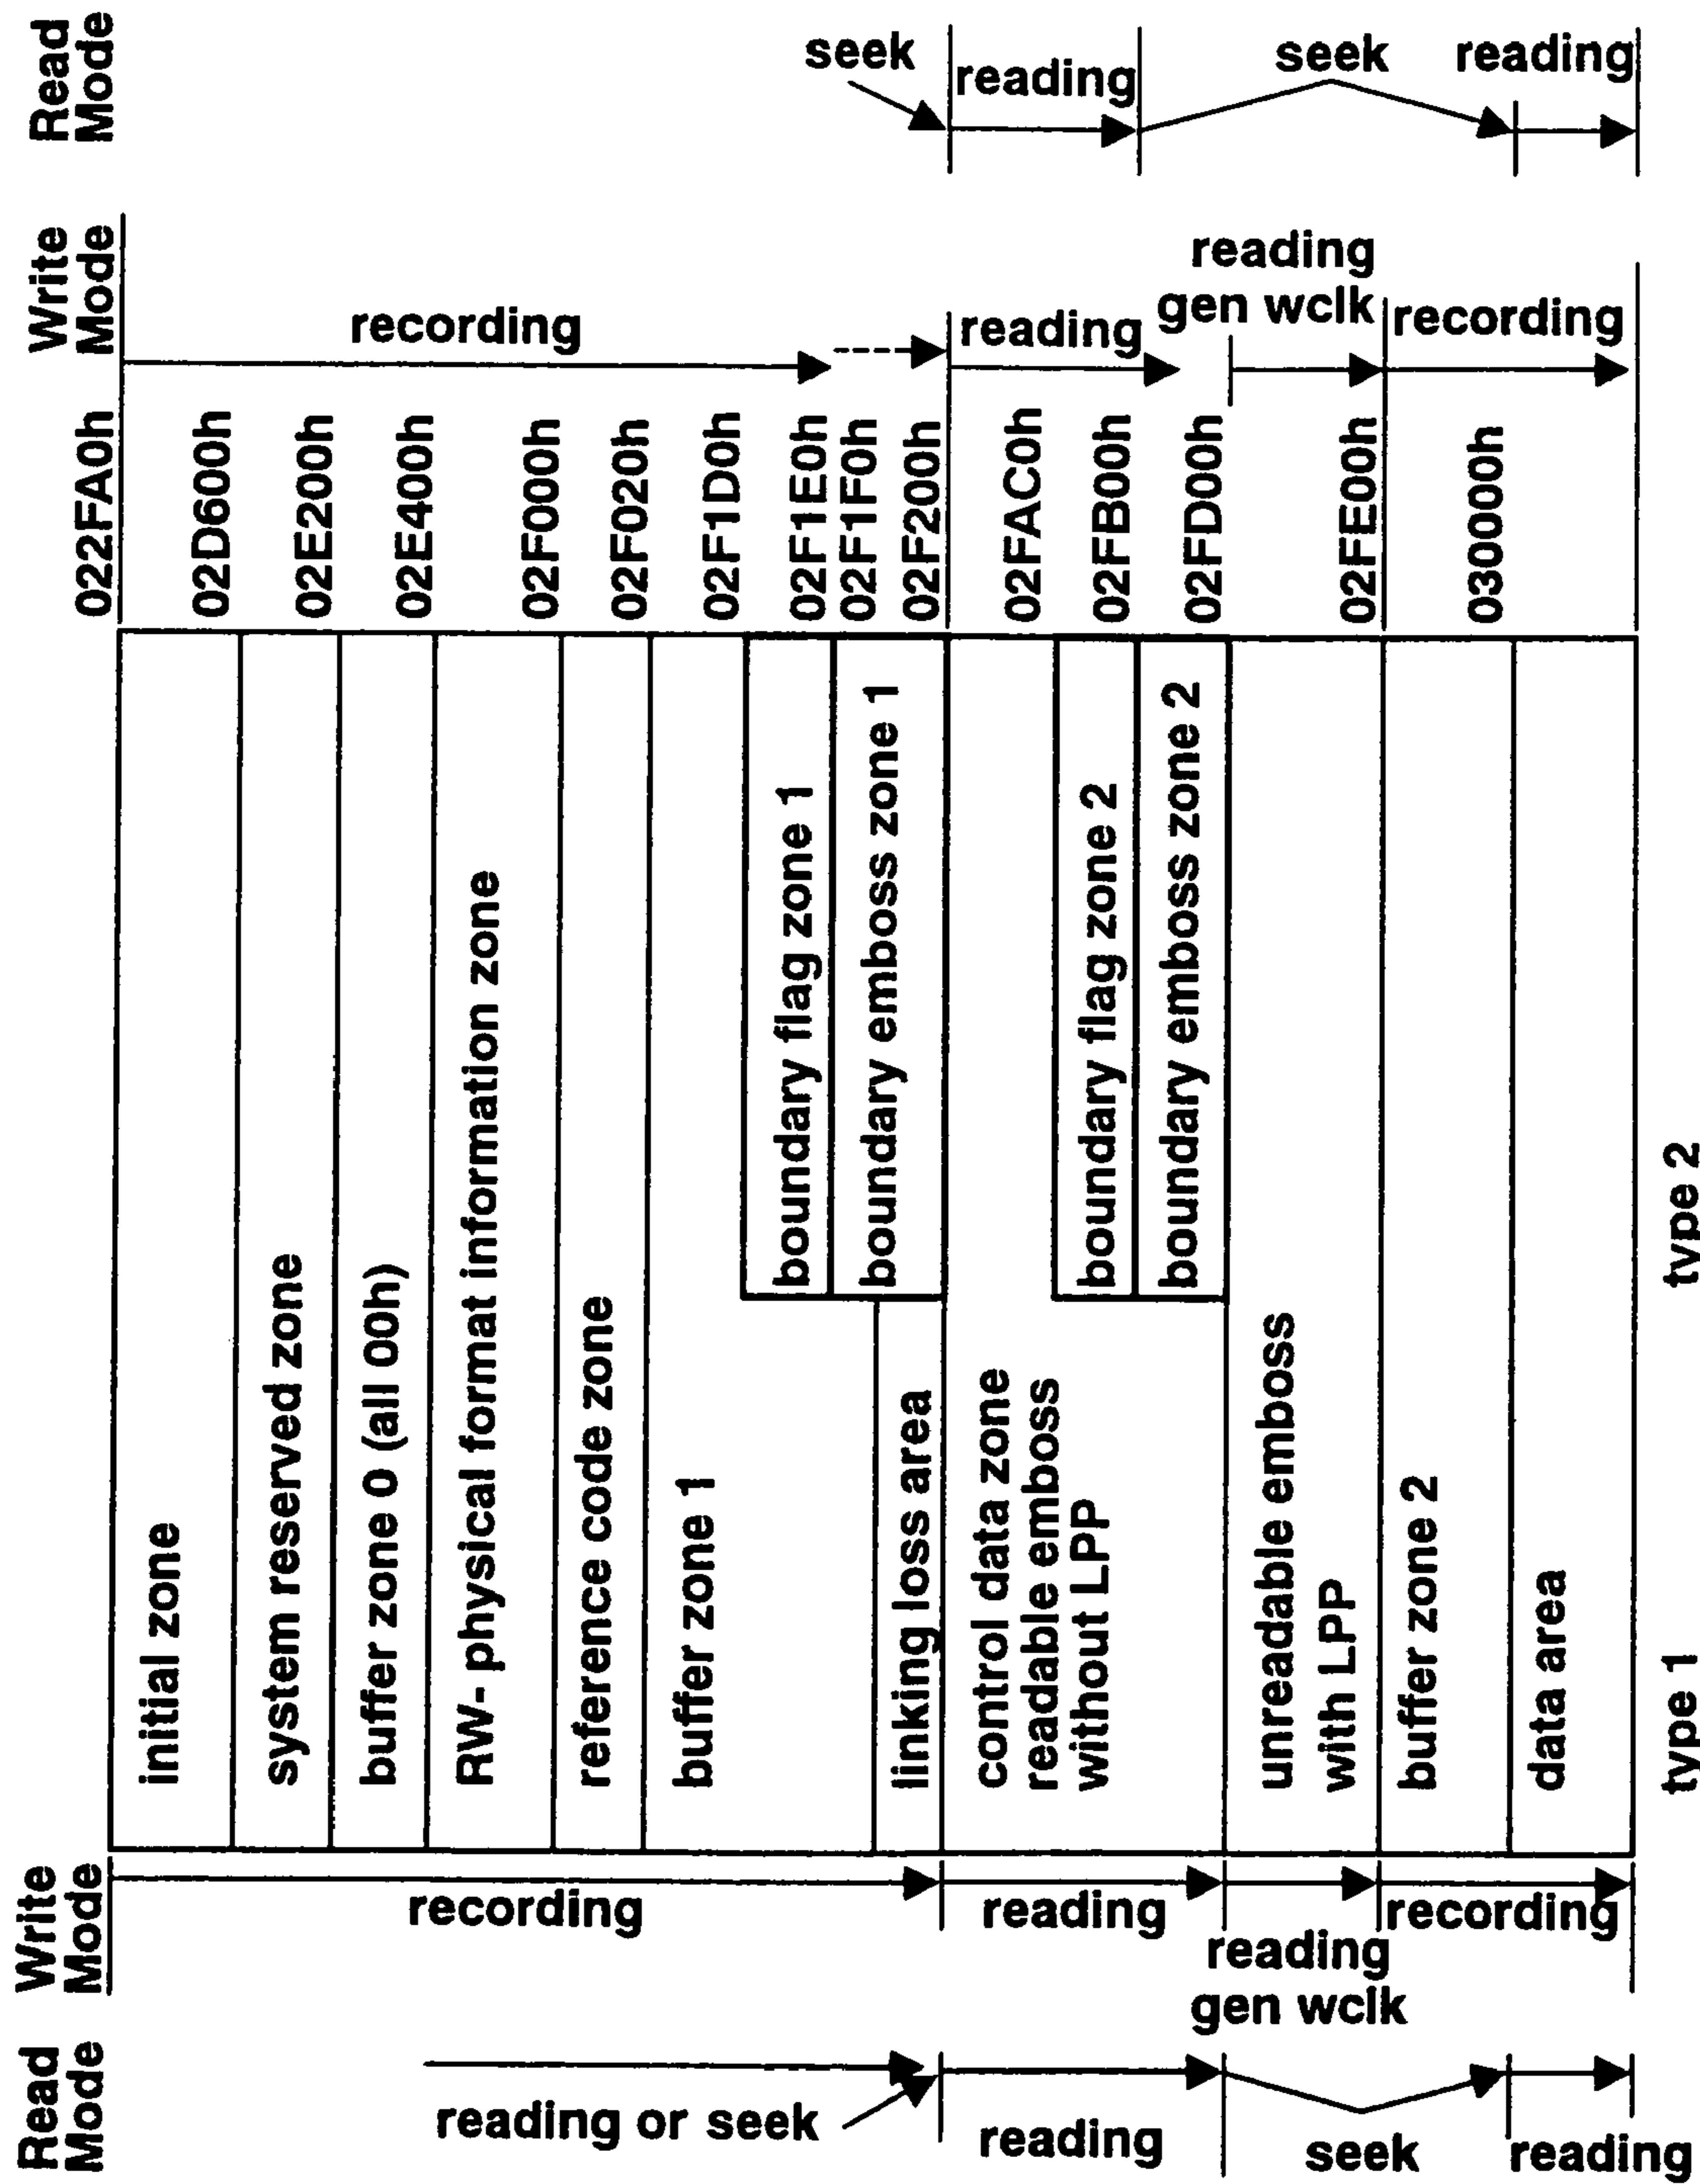 Read
Mode
seek
reading
seek
reading
Write
Mode
recording
reading
reading
gen wclk
recording
022FA0h
02D600h
02E200h
02E400h
02F000h
02F020h
02F1D0h
02F1E0h
02F1F0h
02F200h
02FAC0h
02FB00h
02FD00h
02FE00h
030000h
initial zone
system reserved zone
buffer zone 0 (all 00h)
RW- physical format information zone
reference code zone
buffer zone 1
boundary flag zone 1
boundary emboss zone 1
linking loss area
control data zone
readable emboss
without LPP
boundary flag zone 2
boundary emboss zone 2
unreadable emboss
with LPP
buffer zone 2
data area
type 1
type 2
Write
Mode
recording
reading
reading
gen wclk
recording
Read
Mode
reading or seek
reading
seek
reading